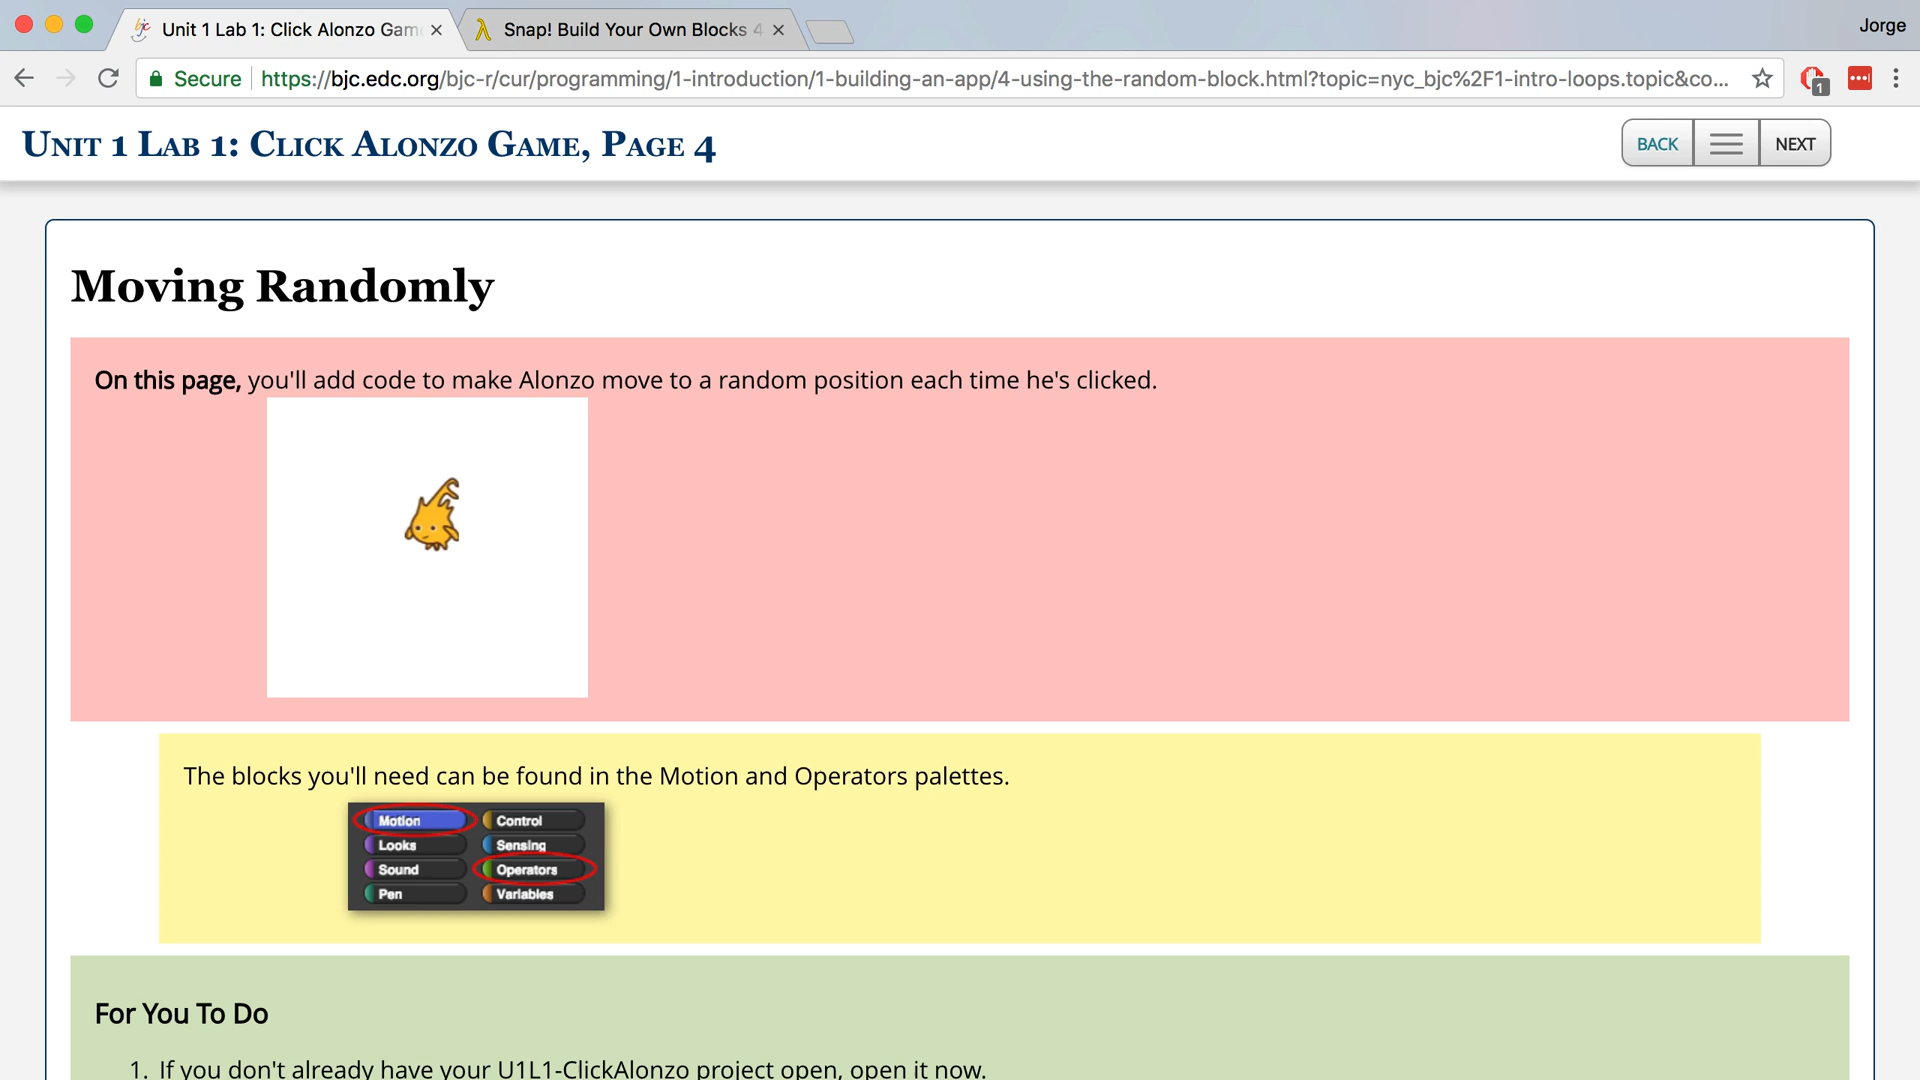 Unit 1 Lab 1: Click Alonzo Gam
Snap! Build Your Own Blocks 4
Jorge
Secure https://bjc.edc.org/bjc-r/cur/programming/1-introduction/1-building-an-app/4-using-the-random-block.html?topic=nyc_bjc%2F1-intro-loops.topic&co...
1
Unit 1 Lab 1: Click Alonzo Game, Page 4
BACK
NEXT
Moving Randomly
On this page, you'll add code to make Alonzo move to a random position each time he's clicked.
The blocks you'll need can be found in the Motion and Operators palettes.
Motion Control
Looks Sensing
Sound Operators
Pen Variables
For You To Do
1. If you don't already have your U1L1-ClickAlonzo project open, open it now.